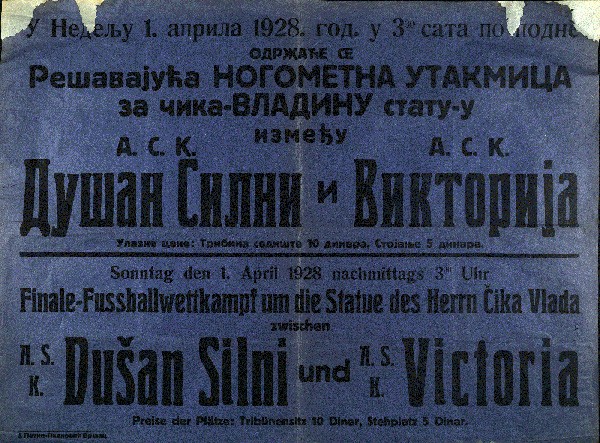 У Недељу 1. априла 1928. год. у 3 сата по подне
ОДРЖАЋЕ СЕ
Решавајућа НОГОМЕТНА УТАКМИЦА
за чика-ВЛАДИНУ стату-у
између
А. С. К. Душан Силни и А. С. К. Викторија
Улазне цене: Трибина седиште 10 динара. Стојање 5 динара.
Sonntag den 1. April 1928 nachmittags 3 Uhr
Finale-Fussballwettkampf um die Statue des Herrn Čika Vlada
zwischen
A. S. K. Dušan Silni und A. S. K. Victoria
Preise der Plätze: Tribünensitz 10 Dinar, Stehplatz 5 Dinar.